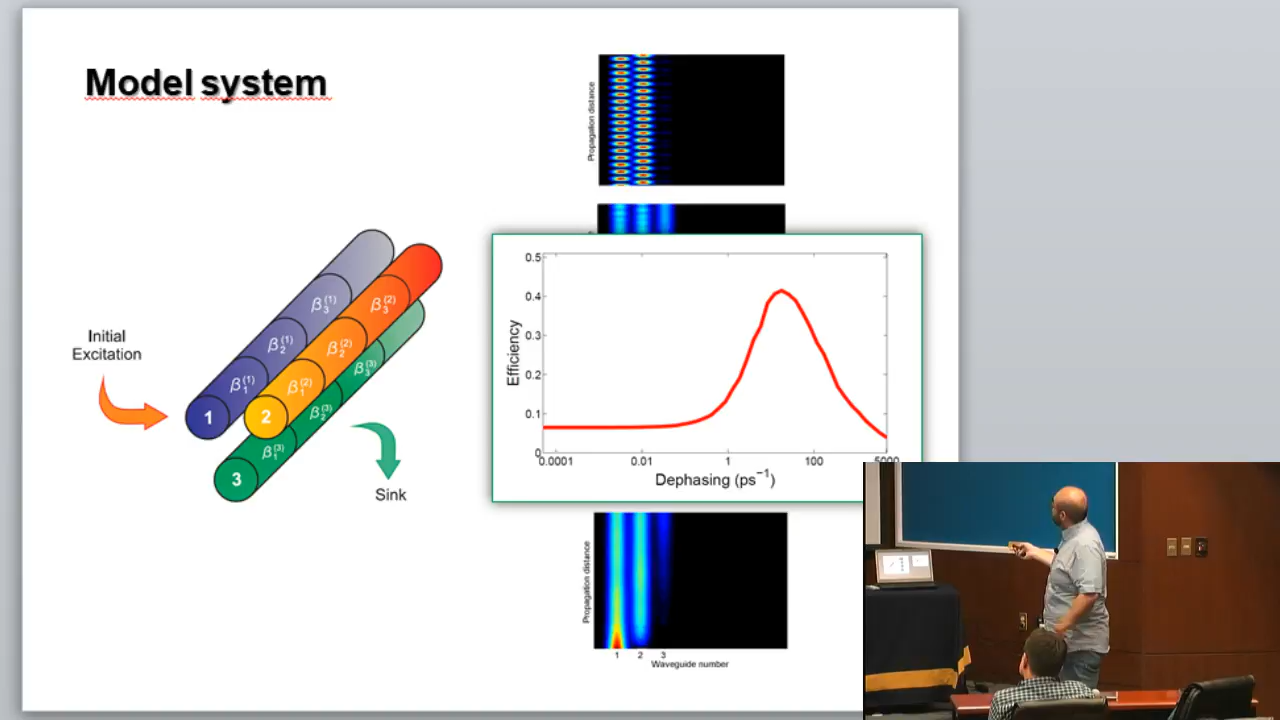 Model system
Propagation distance
Initial
Excitation
β₃⁽¹⁾
β₂⁽¹⁾
β₁⁽¹⁾
1
β₃⁽²⁾
β₂⁽²⁾
β₁⁽²⁾
2
β₃⁽³⁾
β₂⁽³⁾
β₁⁽³⁾
3
Sink
Efficiency
0.5
0.4
0.3
0.2
0.1
0
0.0001 0.01 1 100 5000
Dephasing (ps⁻¹)
Propagation distance
1 2 3
Waveguide number